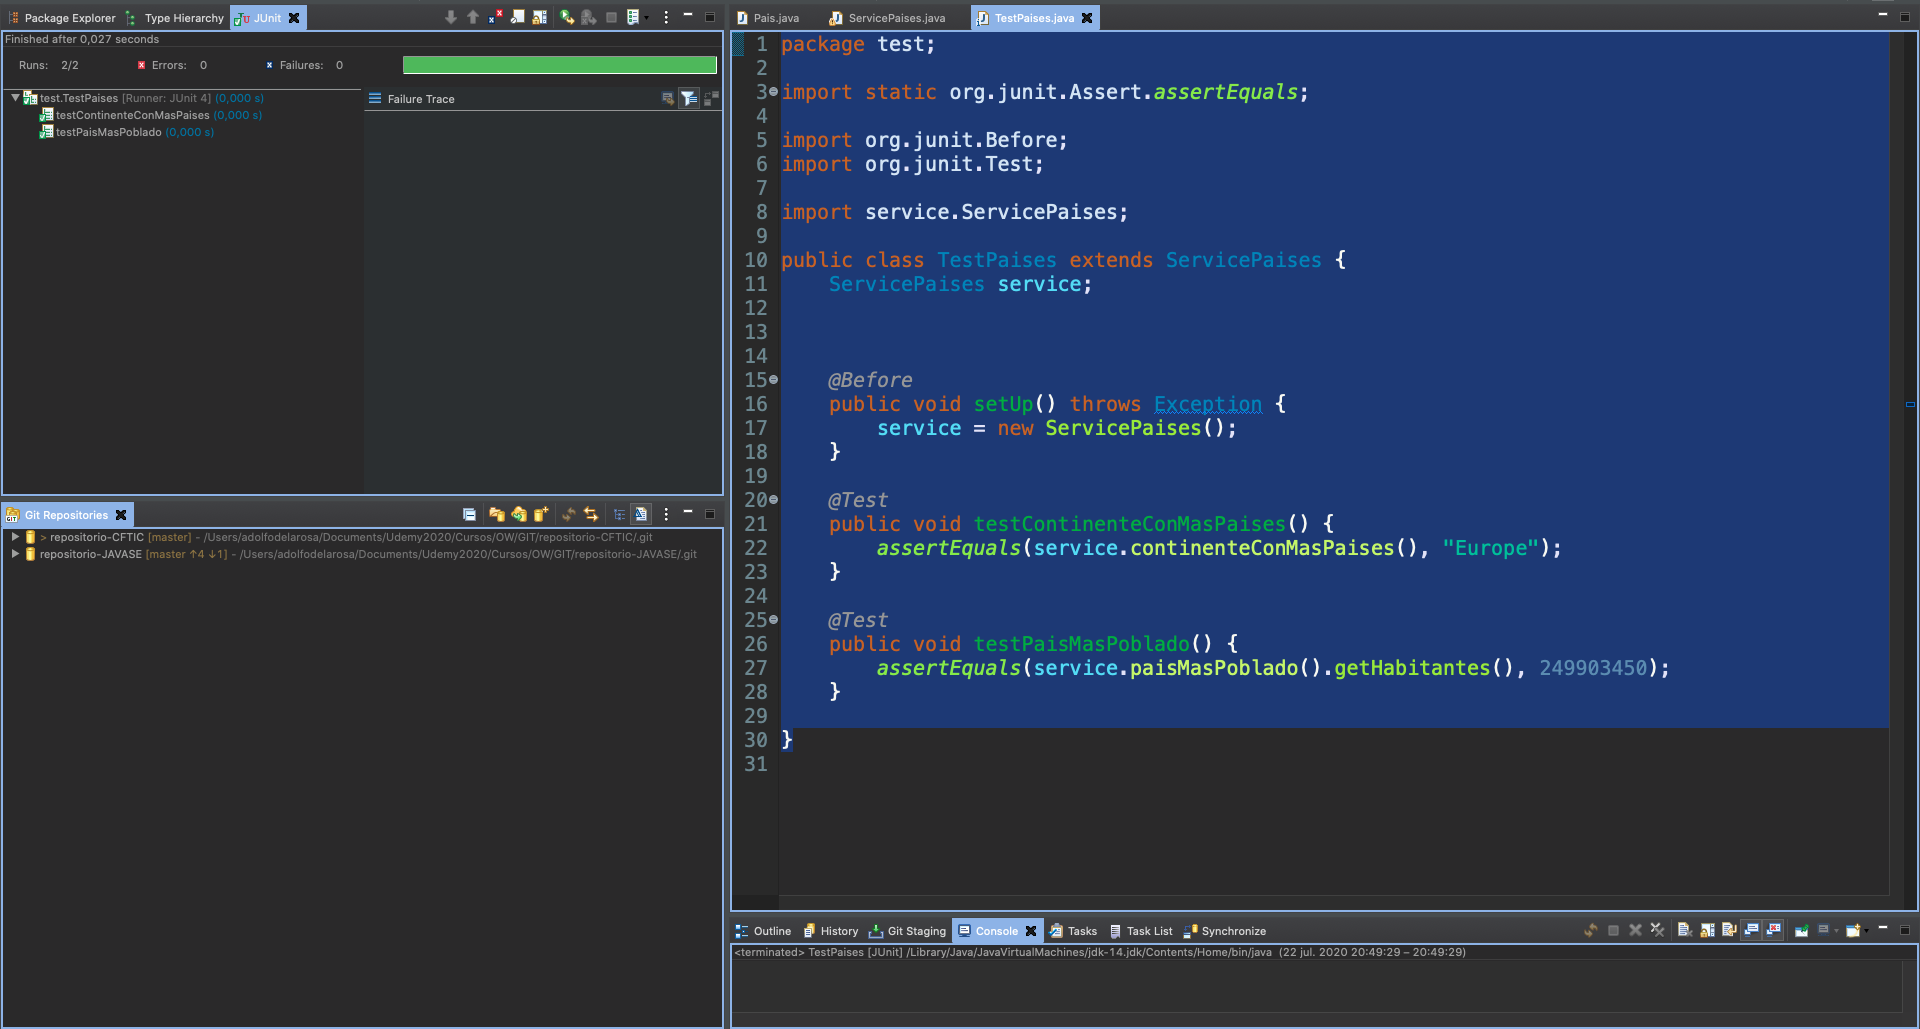 Package Explorer Type Hierarchy JUnit
Finished after 0,027 seconds
Runs: 2/2 Errors: 0 Failures: 0
test.TestPaises [Runner: JUnit 4] (0,000 s)
testContinenteConMasPaises (0,000 s)
testPaisMasPoblado (0,000 s)
Failure Trace
Git Repositories
> repositorio-CFTIC [master] - /Users/adolfodelarosa/Documents/Udemy2020/Cursos/OW/GIT/repositorio-CFTIC/.git
repositorio-JAVASE [master ↑4 ↓1] - /Users/adolfodelarosa/Documents/Udemy2020/Cursos/OW/GIT/repositorio-JAVASE/.git
Pais.java ServicePaises.java TestPaises.java
1 package test;
2
3 import static org.junit.Assert.assertEquals;
4
5 import org.junit.Before;
6 import org.junit.Test;
7
8 import service.ServicePaises;
9
10 public class TestPaises extends ServicePaises {
11 ServicePaises service;
12
13
14
15 @Before
16 public void setUp() throws Exception {
17 service = new ServicePaises();
18 }
19
20 @Test
21 public void testContinenteConMasPaises() {
22 assertEquals(service.continenteConMasPaises(), "Europe");
23 }
24
25 @Test
26 public void testPaisMasPoblado() {
27 assertEquals(service.paisMasPoblado().getHabitantes(), 249903450);
28 }
29
30 }
31
Outline History Git Staging Console Tasks Task List Synchronize
<terminated> TestPaises [JUnit] /Library/Java/JavaVirtualMachines/jdk-14.jdk/Contents/Home/bin/java (22 jul. 2020 20:49:29 – 20:49:29)